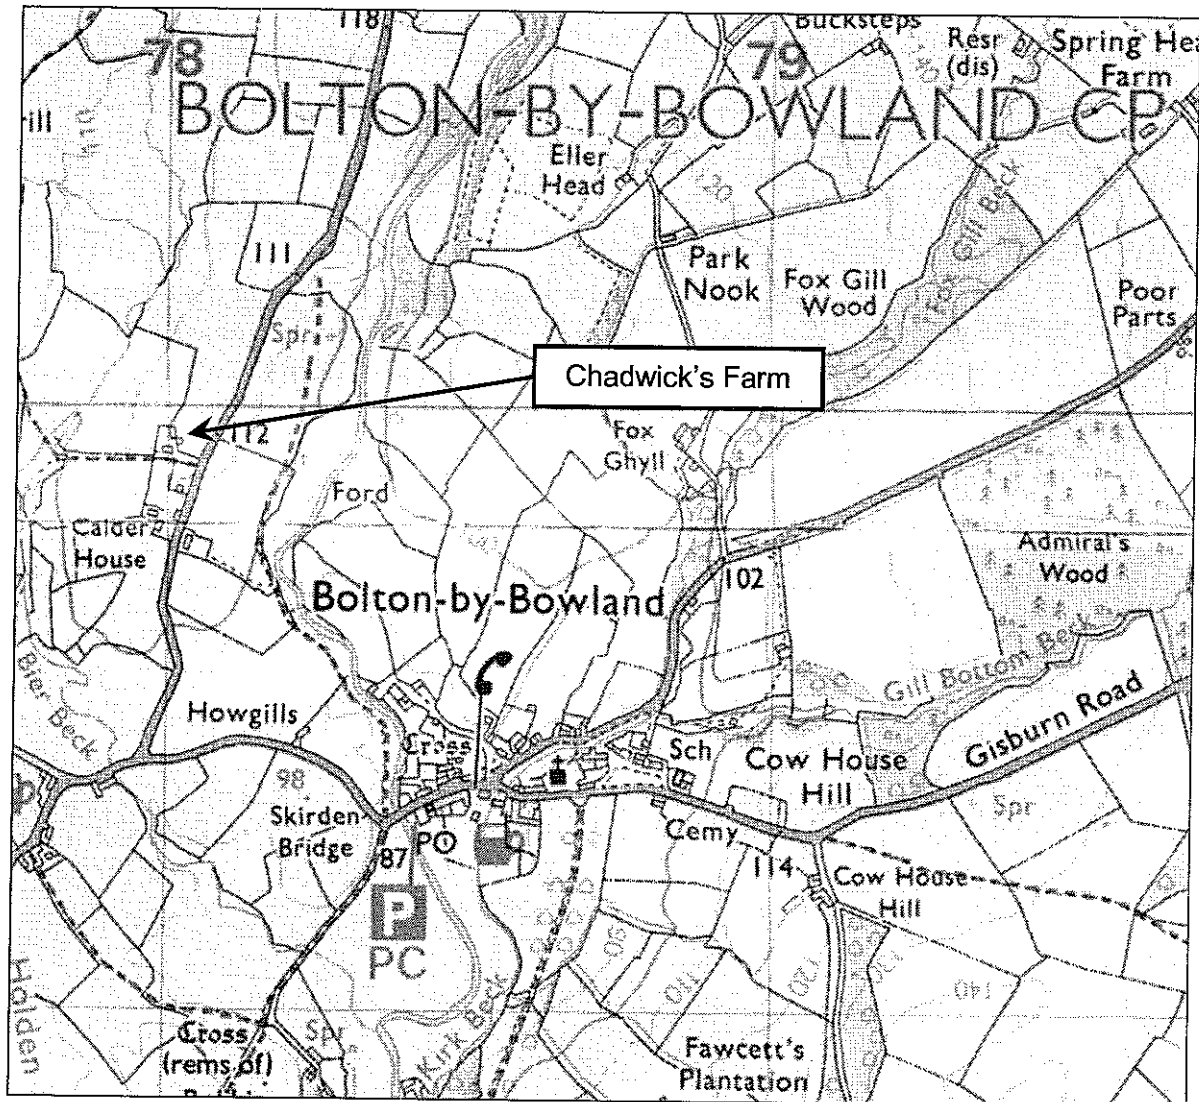 118
Bucksteps
78
79
Resr
(dis)
Spring Hea
Farm
BOLTON-BY-BOWLAND CP
ill
Eller
Head
120
111
Park
Nook
Fox Gill
Wood
Fox Gill Beck
Poor
Parts
Spr
Chadwick's Farm
112
Fox
Ghyll
Ford
Calder
House
Admiral's
Wood
102
Bolton-by-Bowland
Bier Beck
Gill Bottom Beck
Howgills
Gisburn Road
Cross
Sch
Cow House
Hill
98
Spr
Skirden
Bridge
PO
Cemy
87
114
Cow House
Hill
P
PC
90
110
120
130
140
Holden
Cross
(rems of)
Spr
Kirk Beck
Fawcett's
Plantation